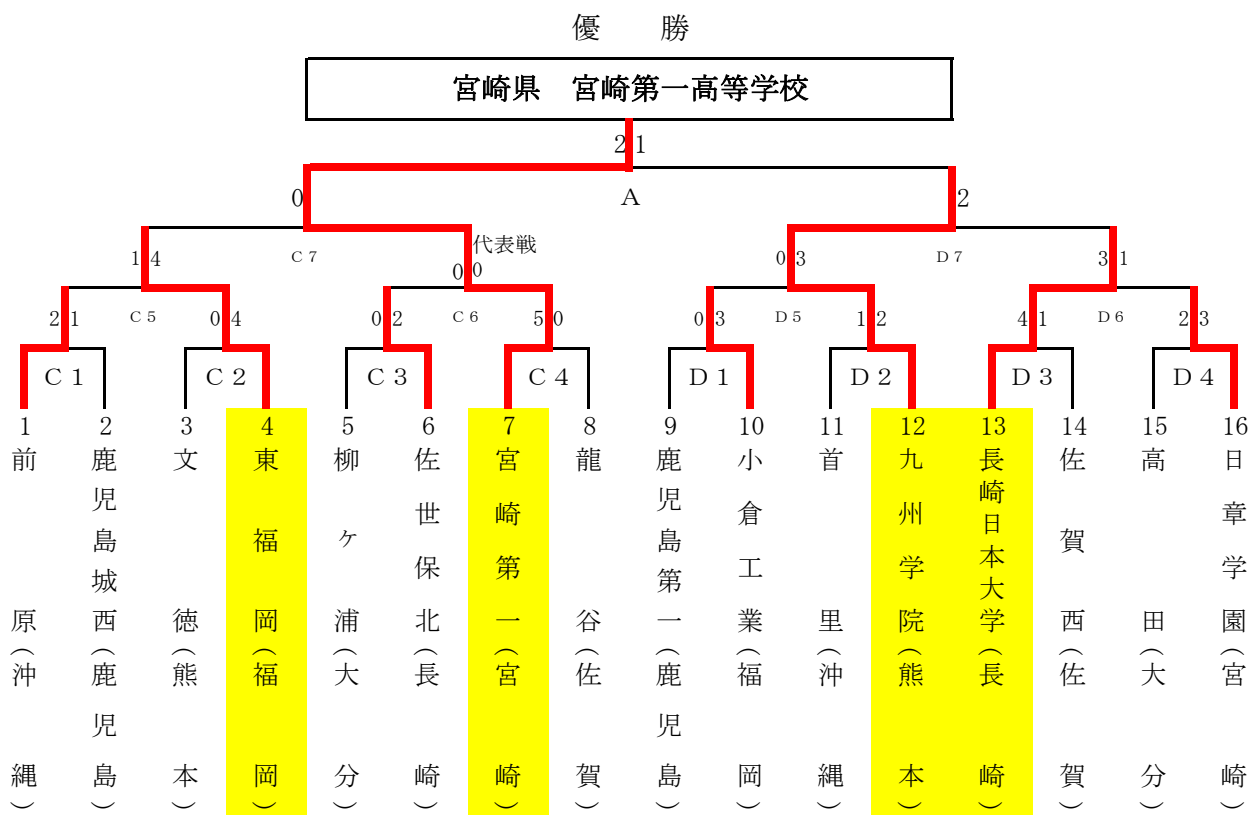 優　勝
宮崎県　宮崎第一高等学校
2 1
0 A 2
代表戦
1 4 C7 0 0 0 3 D7 3 1
2 1 C5 0 4 0 2 C6 5 0 0 3 D5 1 2 4 1 D6 2 3
C1 C2 C3 C4 D1 D2 D3 D4
1 2 3 4 5 6 7 8 9 10 11 12 13 14 15 16
前原（沖縄）
鹿児島城西（鹿児島）
文徳（熊本）
東福岡（福岡）
柳ヶ浦（大分）
佐世保北（長崎）
宮崎第一（宮崎）
龍谷（佐賀）
鹿児島第一（鹿児島）
小倉工業（福岡）
首里（沖縄）
九州学院（熊本）
長崎日本大学（長崎）
佐賀西（佐賀）
高田（大分）
日章学園（宮崎）